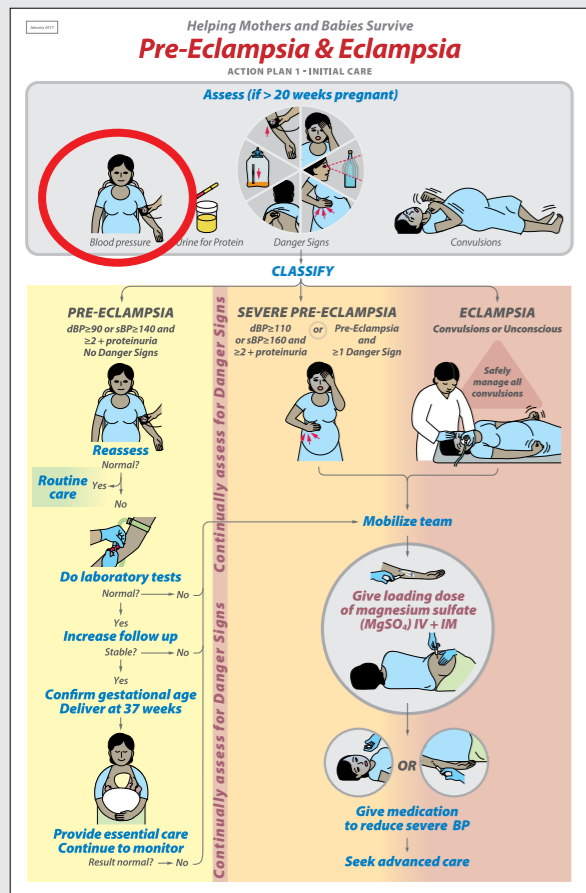 January 2017
Helping Mothers and Babies Survive
Pre-Eclampsia & Eclampsia
ACTION PLAN 1 - INITIAL CARE
Assess (if > 20 weeks pregnant)
Blood pressure
Urine for Protein
Danger Signs
Convulsions
CLASSIFY
PRE-ECLAMPSIA
dBP≥90 or sBP≥140 and
≥2 + proteinuria
No Danger Signs
Reassess
Normal?
Routine
care
Yes
No
Do laboratory tests
Normal?
No
Yes
Increase follow up
Stable?
No
Yes
Confirm gestational age
Deliver at 37 weeks
Provide essential care
Continue to monitor
Result normal?
No
Continually assess for Danger Signs
Continually assess for Danger Signs
SEVERE PRE-ECLAMPSIA
dBP≥110
or sBP≥160 and
≥2 + proteinuria
or
Pre-Eclampsia
and
≥1 Danger Sign
ECLAMPSIA
Convulsions or Unconscious
Safely
manage all
convulsions
Mobilize team
Give loading dose
of magnesium sulfate
(MgSO₄) IV + IM
OR
Give medication
to reduce severe BP
Seek advanced care